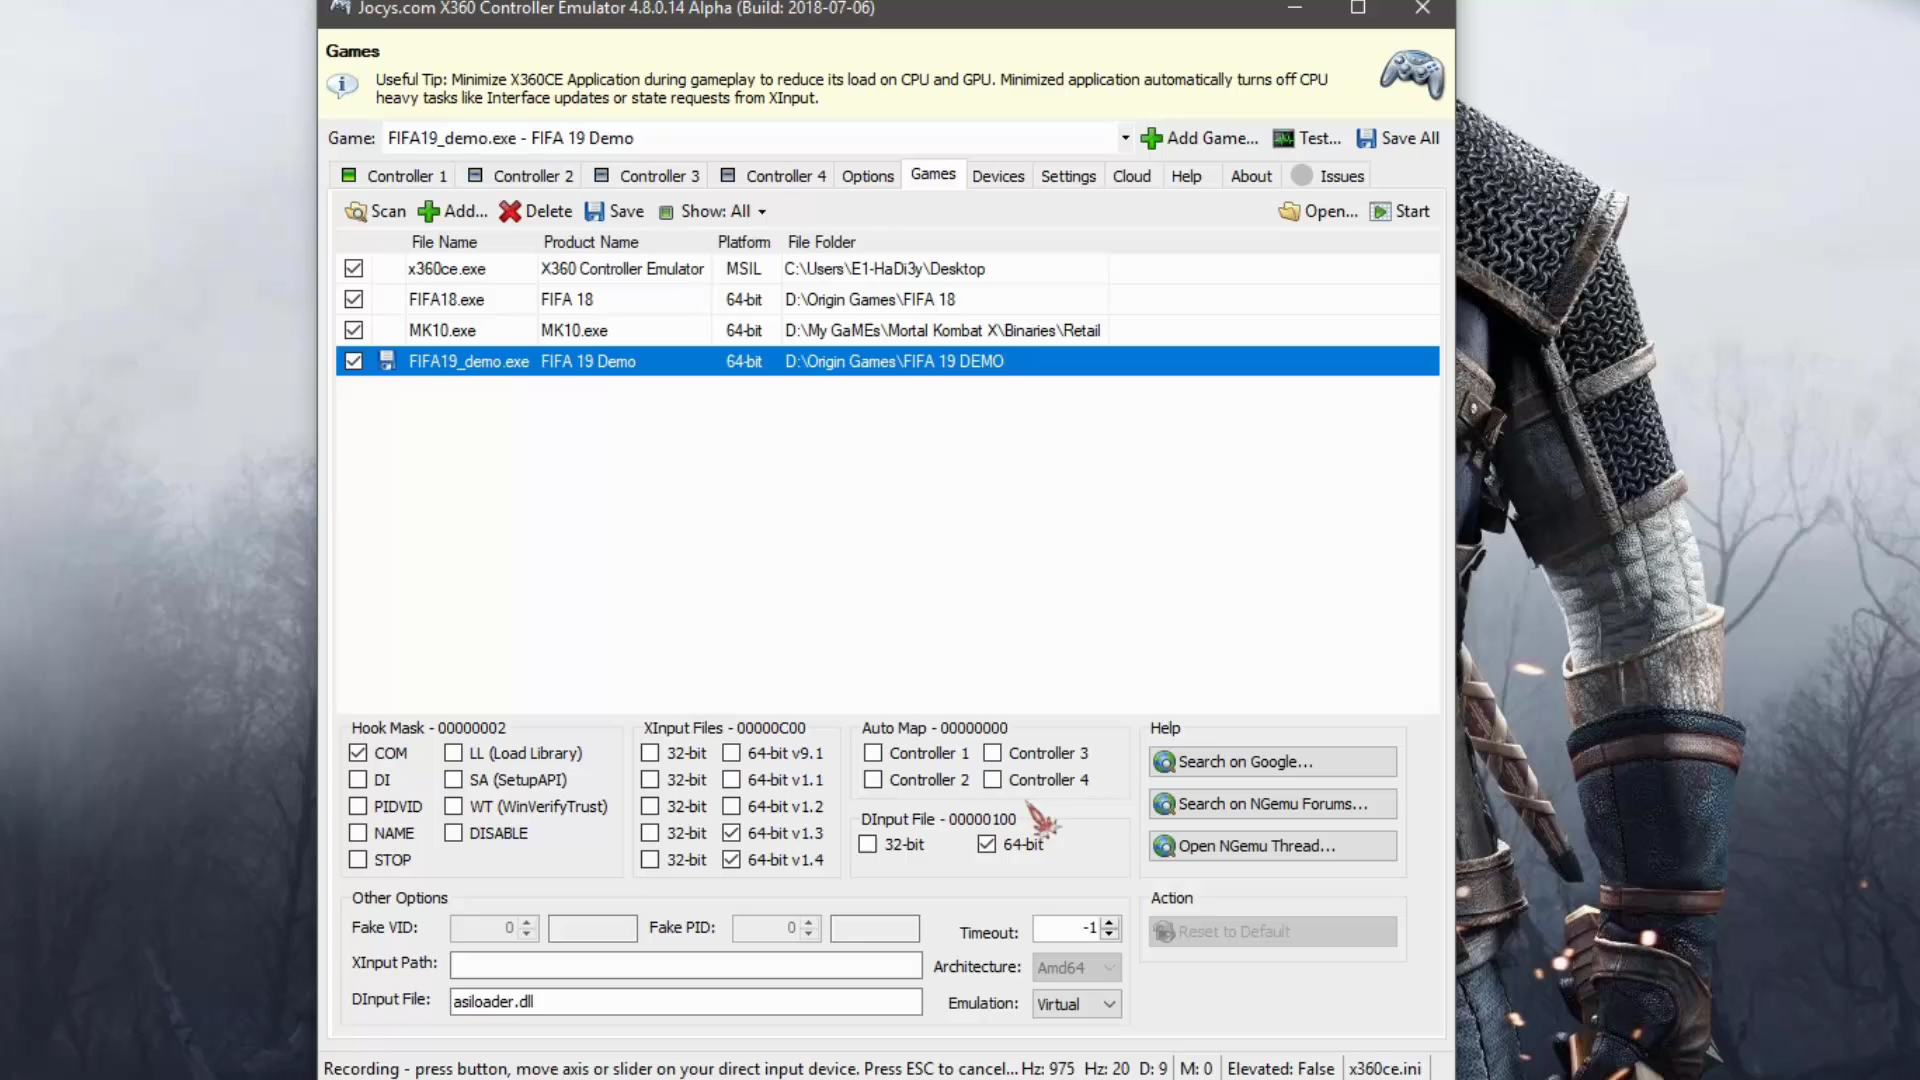 Jocys.com X360 Controller Emulator 4.8.0.14 Alpha (Build: 2018-07-06)
Games
Useful Tip: Minimize X360CE Application during gameplay to reduce its load on CPU and GPU. Minimized application automatically turns off CPU
heavy tasks like Interface updates or state requests from XInput.
Game: FIFA19_demo.exe - FIFA 19 Demo Add Game... Test... Save All
Controller 1 Controller 2 Controller 3 Controller 4 Options Games Devices Settings Cloud Help About Issues
Scan Add... Delete Save Show: All Open... Start
File Name Product Name Platform File Folder
x360ce.exe X360 Controller Emulator MSIL C:\Users\E1-HaDi3y\Desktop
FIFA18.exe FIFA 18 64-bit D:\Origin Games\FIFA 18
MK10.exe MK10.exe 64-bit D:\My GaMEs\Mortal Kombat X\Binaries\Retail
FIFA19_demo.exe FIFA 19 Demo 64-bit D:\Origin Games\FIFA 19 DEMO
Hook Mask - 00000002 XInput Files - 00000C00 Auto Map - 00000000 Help
COM LL (Load Library) 32-bit 64-bit v9.1 Controller 1 Controller 3 Search on Google...
DI SA (SetupAPI) 32-bit 64-bit v1.1 Controller 2 Controller 4
PIDVID WT (WinVerifyTrust) 32-bit 64-bit v1.2 DInput File - 00000100 Search on NGemu Forums...
NAME DISABLE 32-bit 64-bit v1.3 32-bit 64-bit Open NGemu Thread...
STOP 32-bit 64-bit v1.4
Other Options Action
Fake VID: 0 Fake PID: 0 Timeout: -1 Reset to Default
XInput Path: Architecture: Amd64
DInput File: asiloader.dll Emulation: Virtual
Recording - press button, move axis or slider on your direct input device. Press ESC to cancel... Hz: 975 Hz: 20 D: 9 M: 0 Elevated: False x360ce.ini